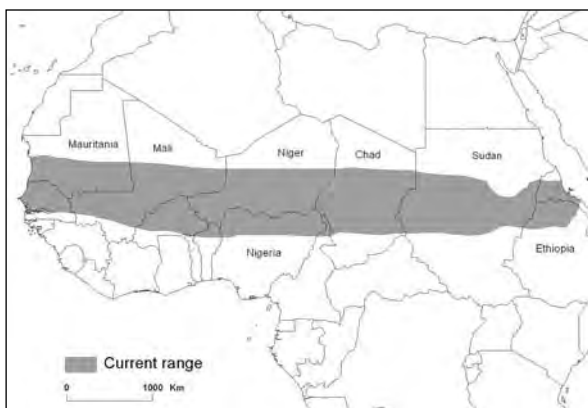 Mauritania
Mali
Niger
Chad
Sudan
Nigeria
Ethiopia
Current range
0 1000 Km